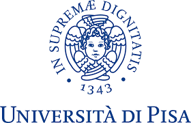 IN SUPREMÆ DIGNITATIS
· 1343 ·
UNIVERSITÀ DI PISA